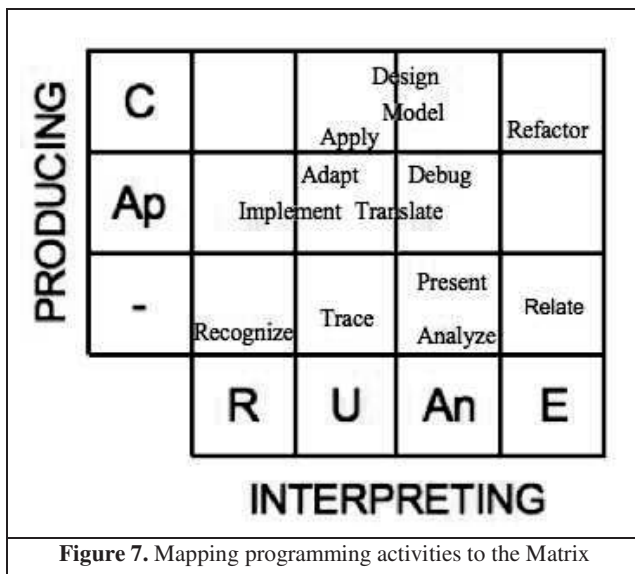 PRODUCING
C
Design
Model
Apply
Refactor
Ap
Adapt
Debug
Implement Translate
-
Present
Recognize
Trace
Analyze
Relate
R U An E
INTERPRETING
Figure 7. Mapping programming activities to the Matrix